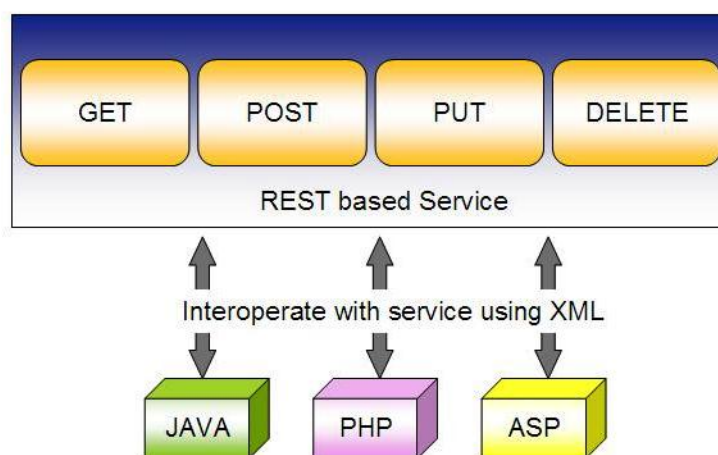 GET POST PUT DELETE
REST based Service
Interoperate with service using XML
JAVA PHP ASP